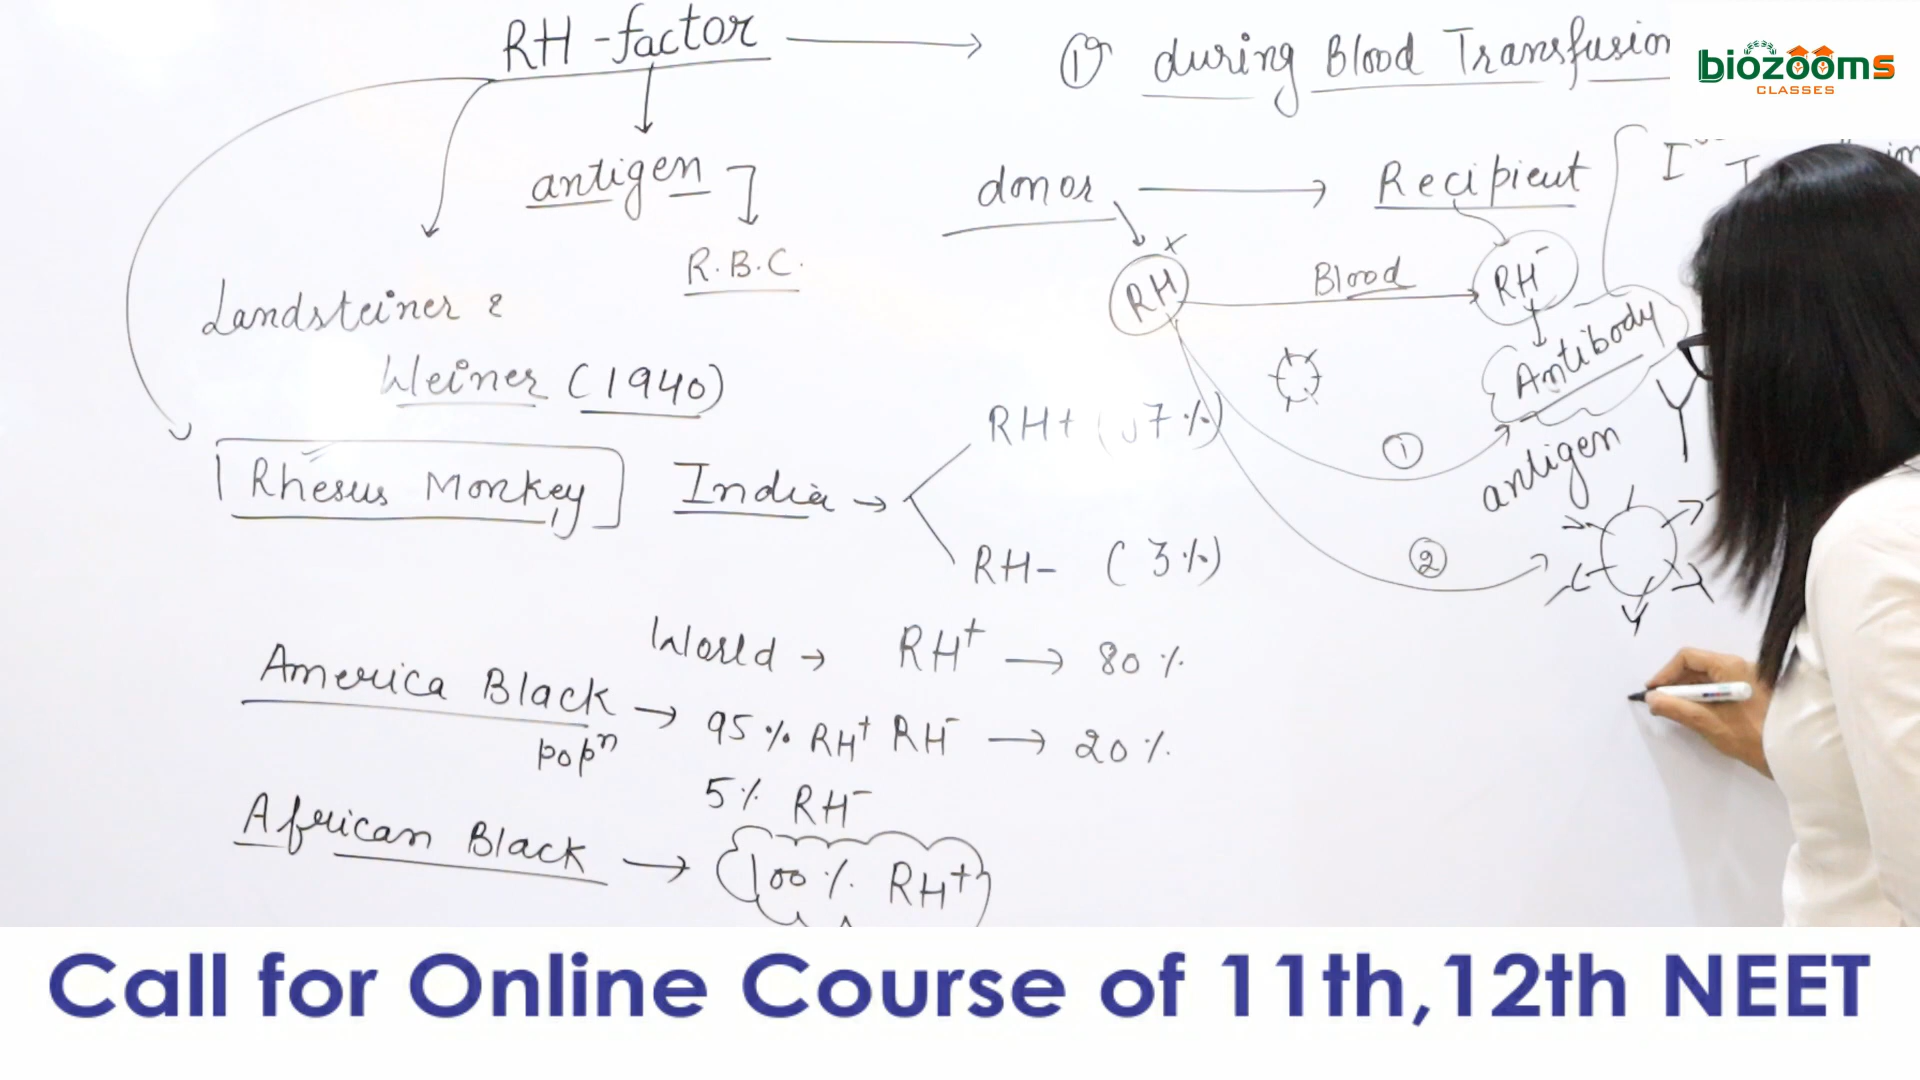 RH-factor → ① during Blood Transfusion
biozooms
CLASSES
antigen
R.B.C.
donor → Recipient
RH+
Blood
RH-
Antibody
antigen
①
②
Landsteiner &
Weiner (1940)
Rhesus Monkey
India →
RH+ ( 7%)
RH- (3%)
World → RH+ → 80%
RH- → 20%
America Black
popⁿ
→ 95% RH+
5% RH-
African Black → 100% RH+
Call for Online Course of 11th,12th NEET